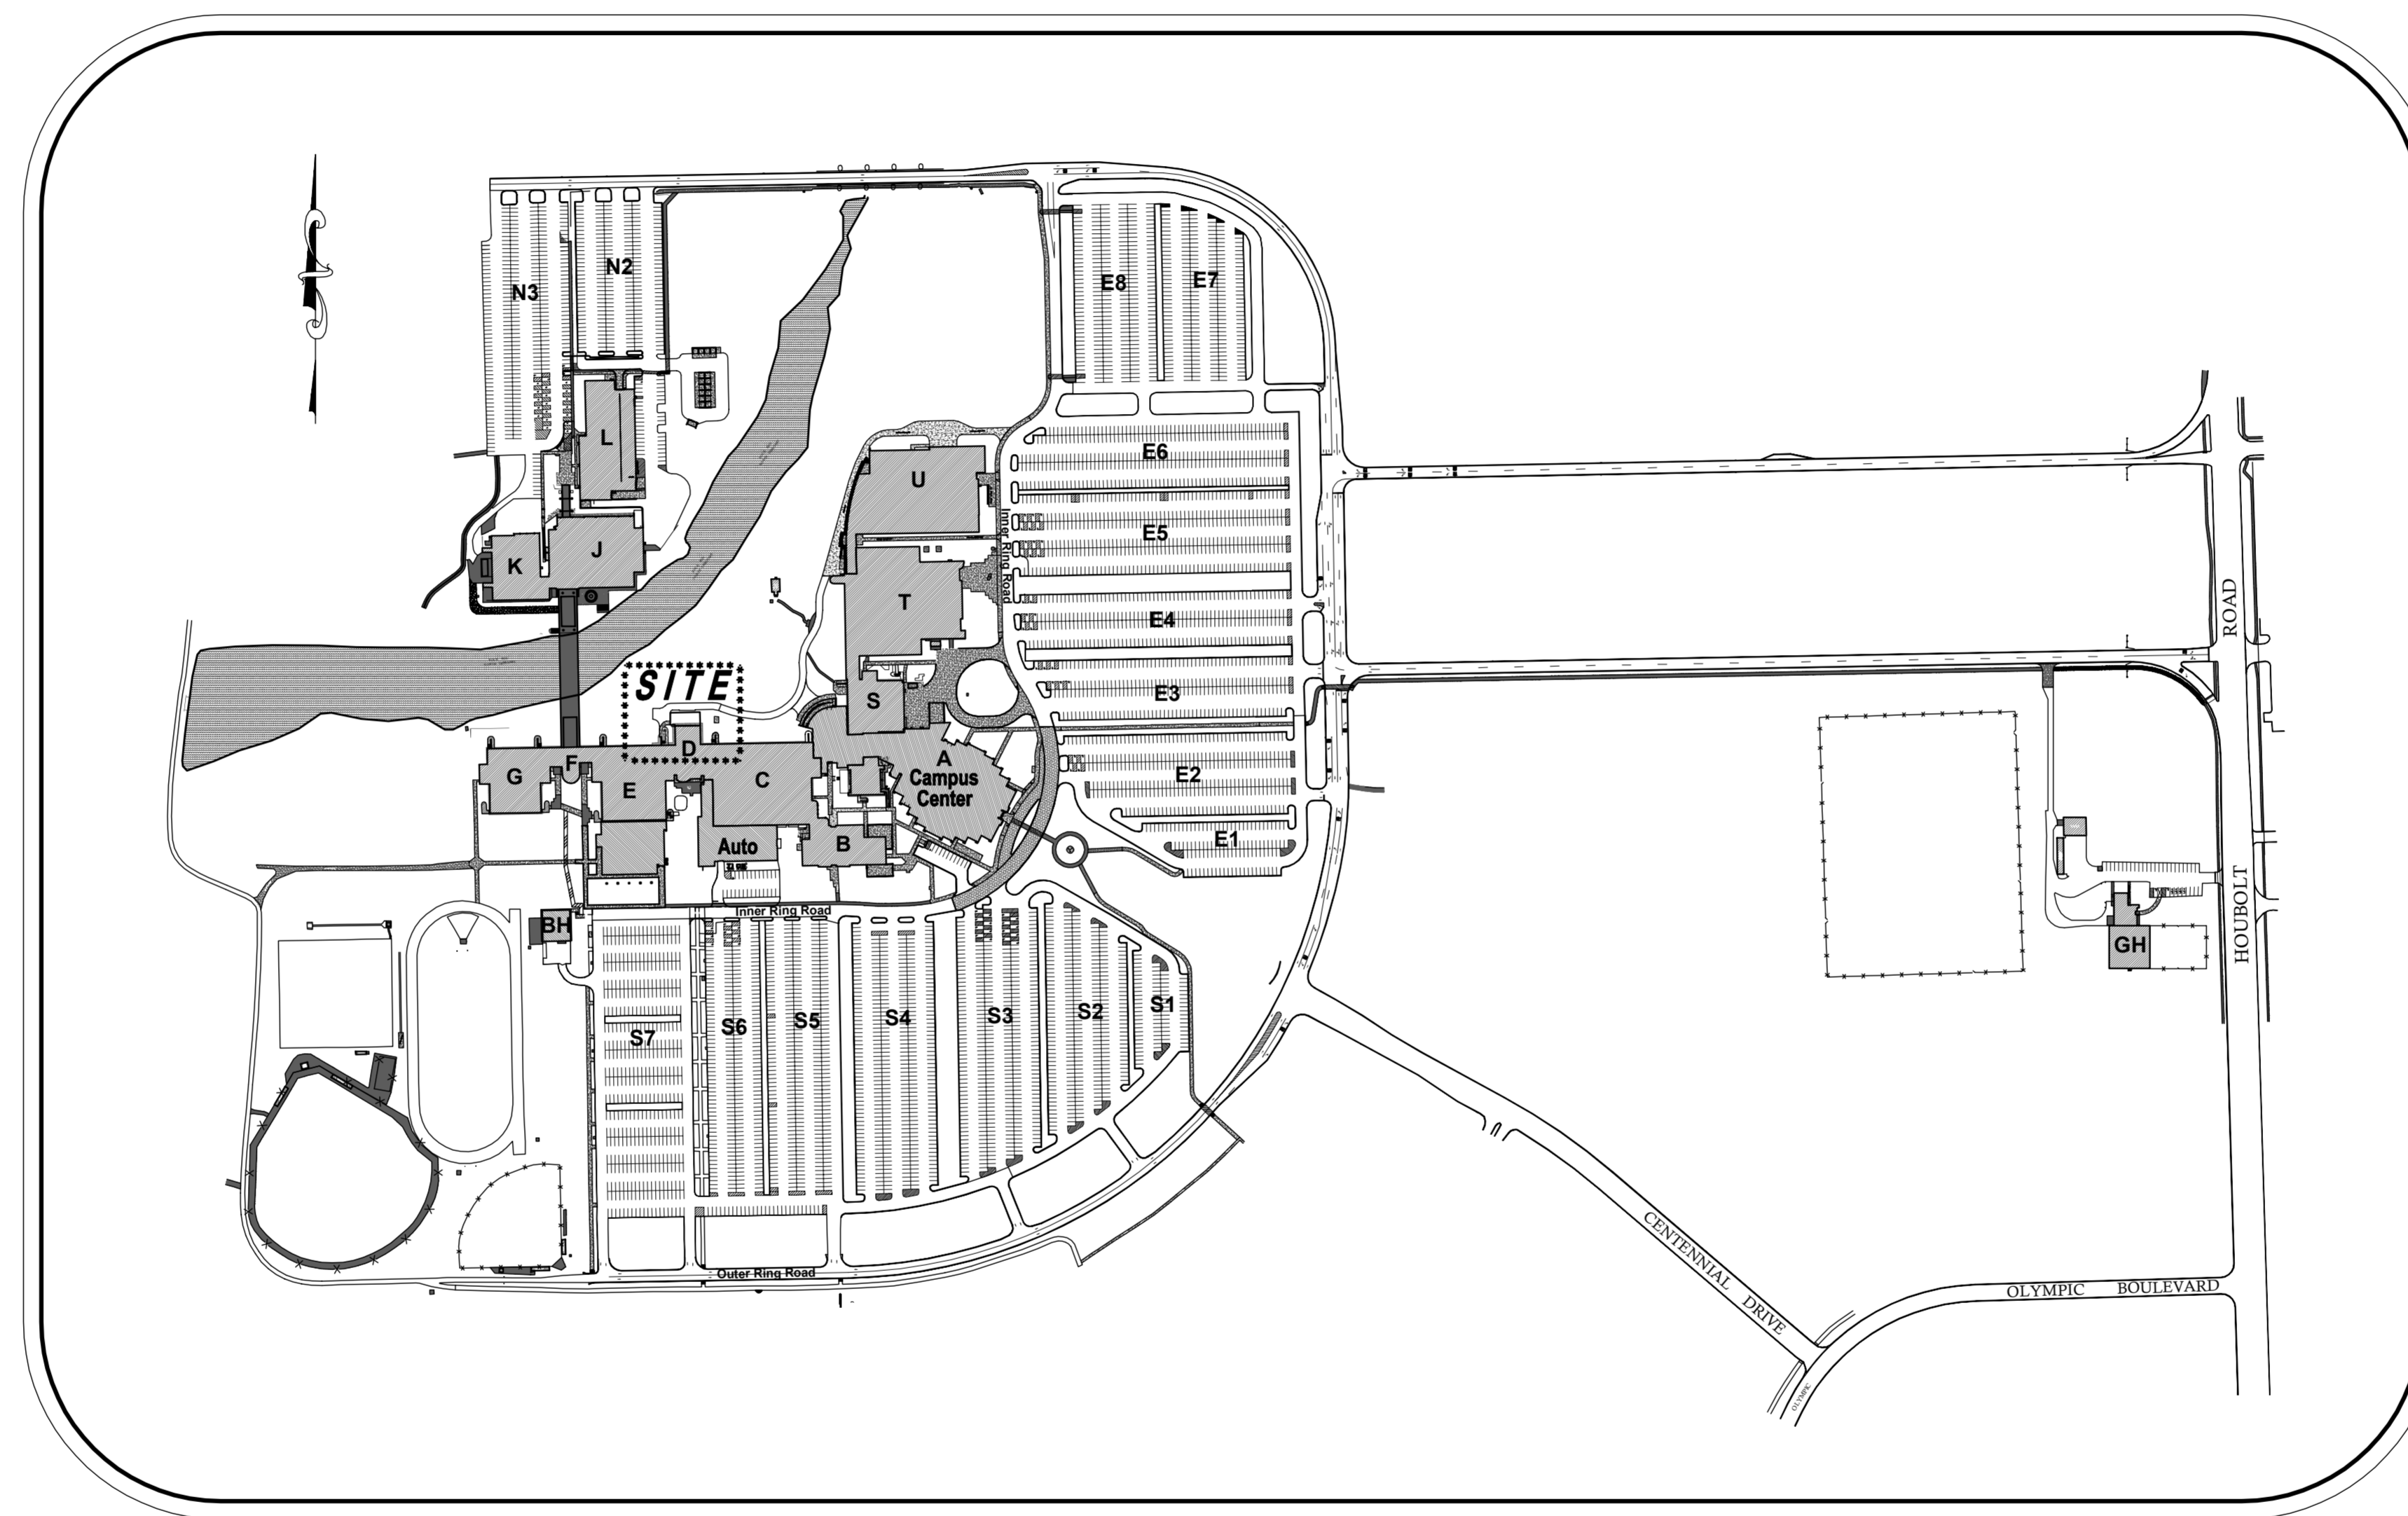 N2
N3
E8
E7
L
E6
U
E5
Inner Ring Road
J
K
T
E4
ROAD
SITE
E3
S
D
F
G
E
C
A
Campus
Center
E2
E1
Auto
B
Inner Ring Road
HOUBOLT
BH
GH
S1
S2
S3
S4
S5
S6
S7
CENTENNIAL DRIVE
Outer Ring Road
OLYMPIC BOULEVARD
OLYMPIC